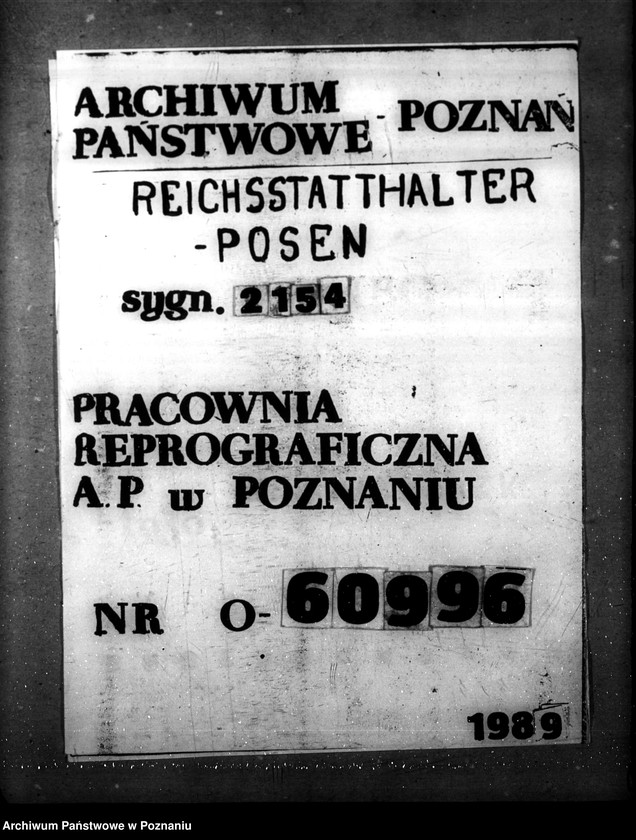 ARCHIWUM
PAŃSTWOWE - POZNAŃ
REICHSSTATTHALTER
-POSEN
sygn. 2154
PRACOWNIA
REPROGRAFICZNA
A.P. w POZNANIU
NR O-60996
1989
Archiwum Państwowe w Poznaniu